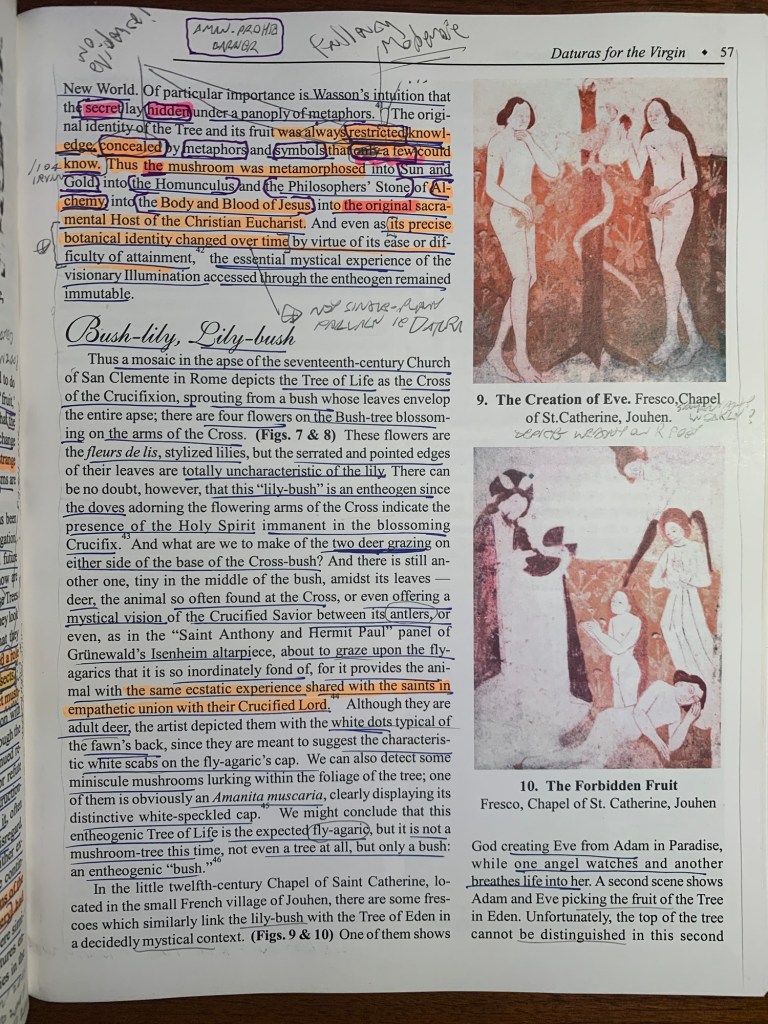 no evidence!
AMAN. PROHIB
BARRIER
Fallacy
Daturas for the Virgin ◆ 57
New World. Of particular importance is Wasson's intuition that
the secret lay hidden under a panoply of metaphors.41 The origi-
nal identity of the Tree and its fruit was always restricted knowl-
edge, concealed by metaphors and symbols that only a few could
know. Thus the mushroom was metamorphosed into Sun and
Gold, into the Homunculus and the Philosophers' Stone of Al-
chemy, into the Body and Blood of Jesus, into the original sacra-
mental Host of the Christian Eucharist. And even as its precise
botanical identity changed over time by virtue of its ease or dif-
ficulty of attainment,42 the essential mystical experience of the
visionary Illumination accessed through the entheogen remained
immutable.
IRVIN
NOT SINGLE-PLANT
FALLACY ie DATURA
Bush-lily, Lily-bush
Thus a mosaic in the apse of the seventeenth-century Church
of San Clemente in Rome depicts the Tree of Life as the Cross
of the Crucifixion, sprouting from a bush whose leaves envelop
the entire apse; there are four flowers on the Bush-tree blossom-
ing on the arms of the Cross. (Figs. 7 & 8) These flowers are
the fleurs de lis, stylized lilies, but the serrated and pointed edges
of their leaves are totally uncharacteristic of the lily. There can
be no doubt, however, that this "lily-bush" is an entheogen since
the doves adorning the flowering arms of the Cross indicate the
presence of the Holy Spirit immanent in the blossoming
Crucifix.43 And what are we to make of the two deer grazing on
either side of the base of the Cross-bush? And there is still an-
other one, tiny in the middle of the bush, amidst its leaves —
deer, the animal so often found at the Cross, or even offering a
mystical vision of the Crucified Savior between its antlers, or
even, as in the "Saint Anthony and Hermit Paul" panel of
Grünewald's Isenheim altarpiece, about to graze upon the fly-
agarics that it is so inordinately fond of, for it provides the ani-
mal with the same ecstatic experience shared with the saints in
empathetic union with their Crucified Lord.44 Although they are
adult deer, the artist depicted them with the white dots typical of
the fawn's back, since they are meant to suggest the characteris-
tic white scabs on the fly-agaric's cap. We can also detect some
miniscule mushrooms lurking within the foliage of the tree; one
of them is obviously an Amanita muscaria, clearly displaying its
distinctive white-speckled cap.45 We might conclude that this
entheogenic Tree of Life is the expected fly-agaric, but it is not a
mushroom-tree this time, not even a tree at all, but only a bush:
an entheogenic "bush."46
In the little twelfth-century Chapel of Saint Catherine, lo-
cated in the small French village of Jouhen, there are some fres-
coes which similarly link the lily-bush with the Tree of Eden in
a decidedly mystical context. (Figs. 9 & 10) One of them shows
9. The Creation of Eve. Fresco, Chapel
of St.Catherine, Jouhen.
10. The Forbidden Fruit
Fresco, Chapel of St. Catherine, Jouhen
God creating Eve from Adam in Paradise,
while one angel watches and another
breathes life into her. A second scene shows
Adam and Eve picking the fruit of the Tree
in Eden. Unfortunately, the top of the tree
cannot be distinguished in this second